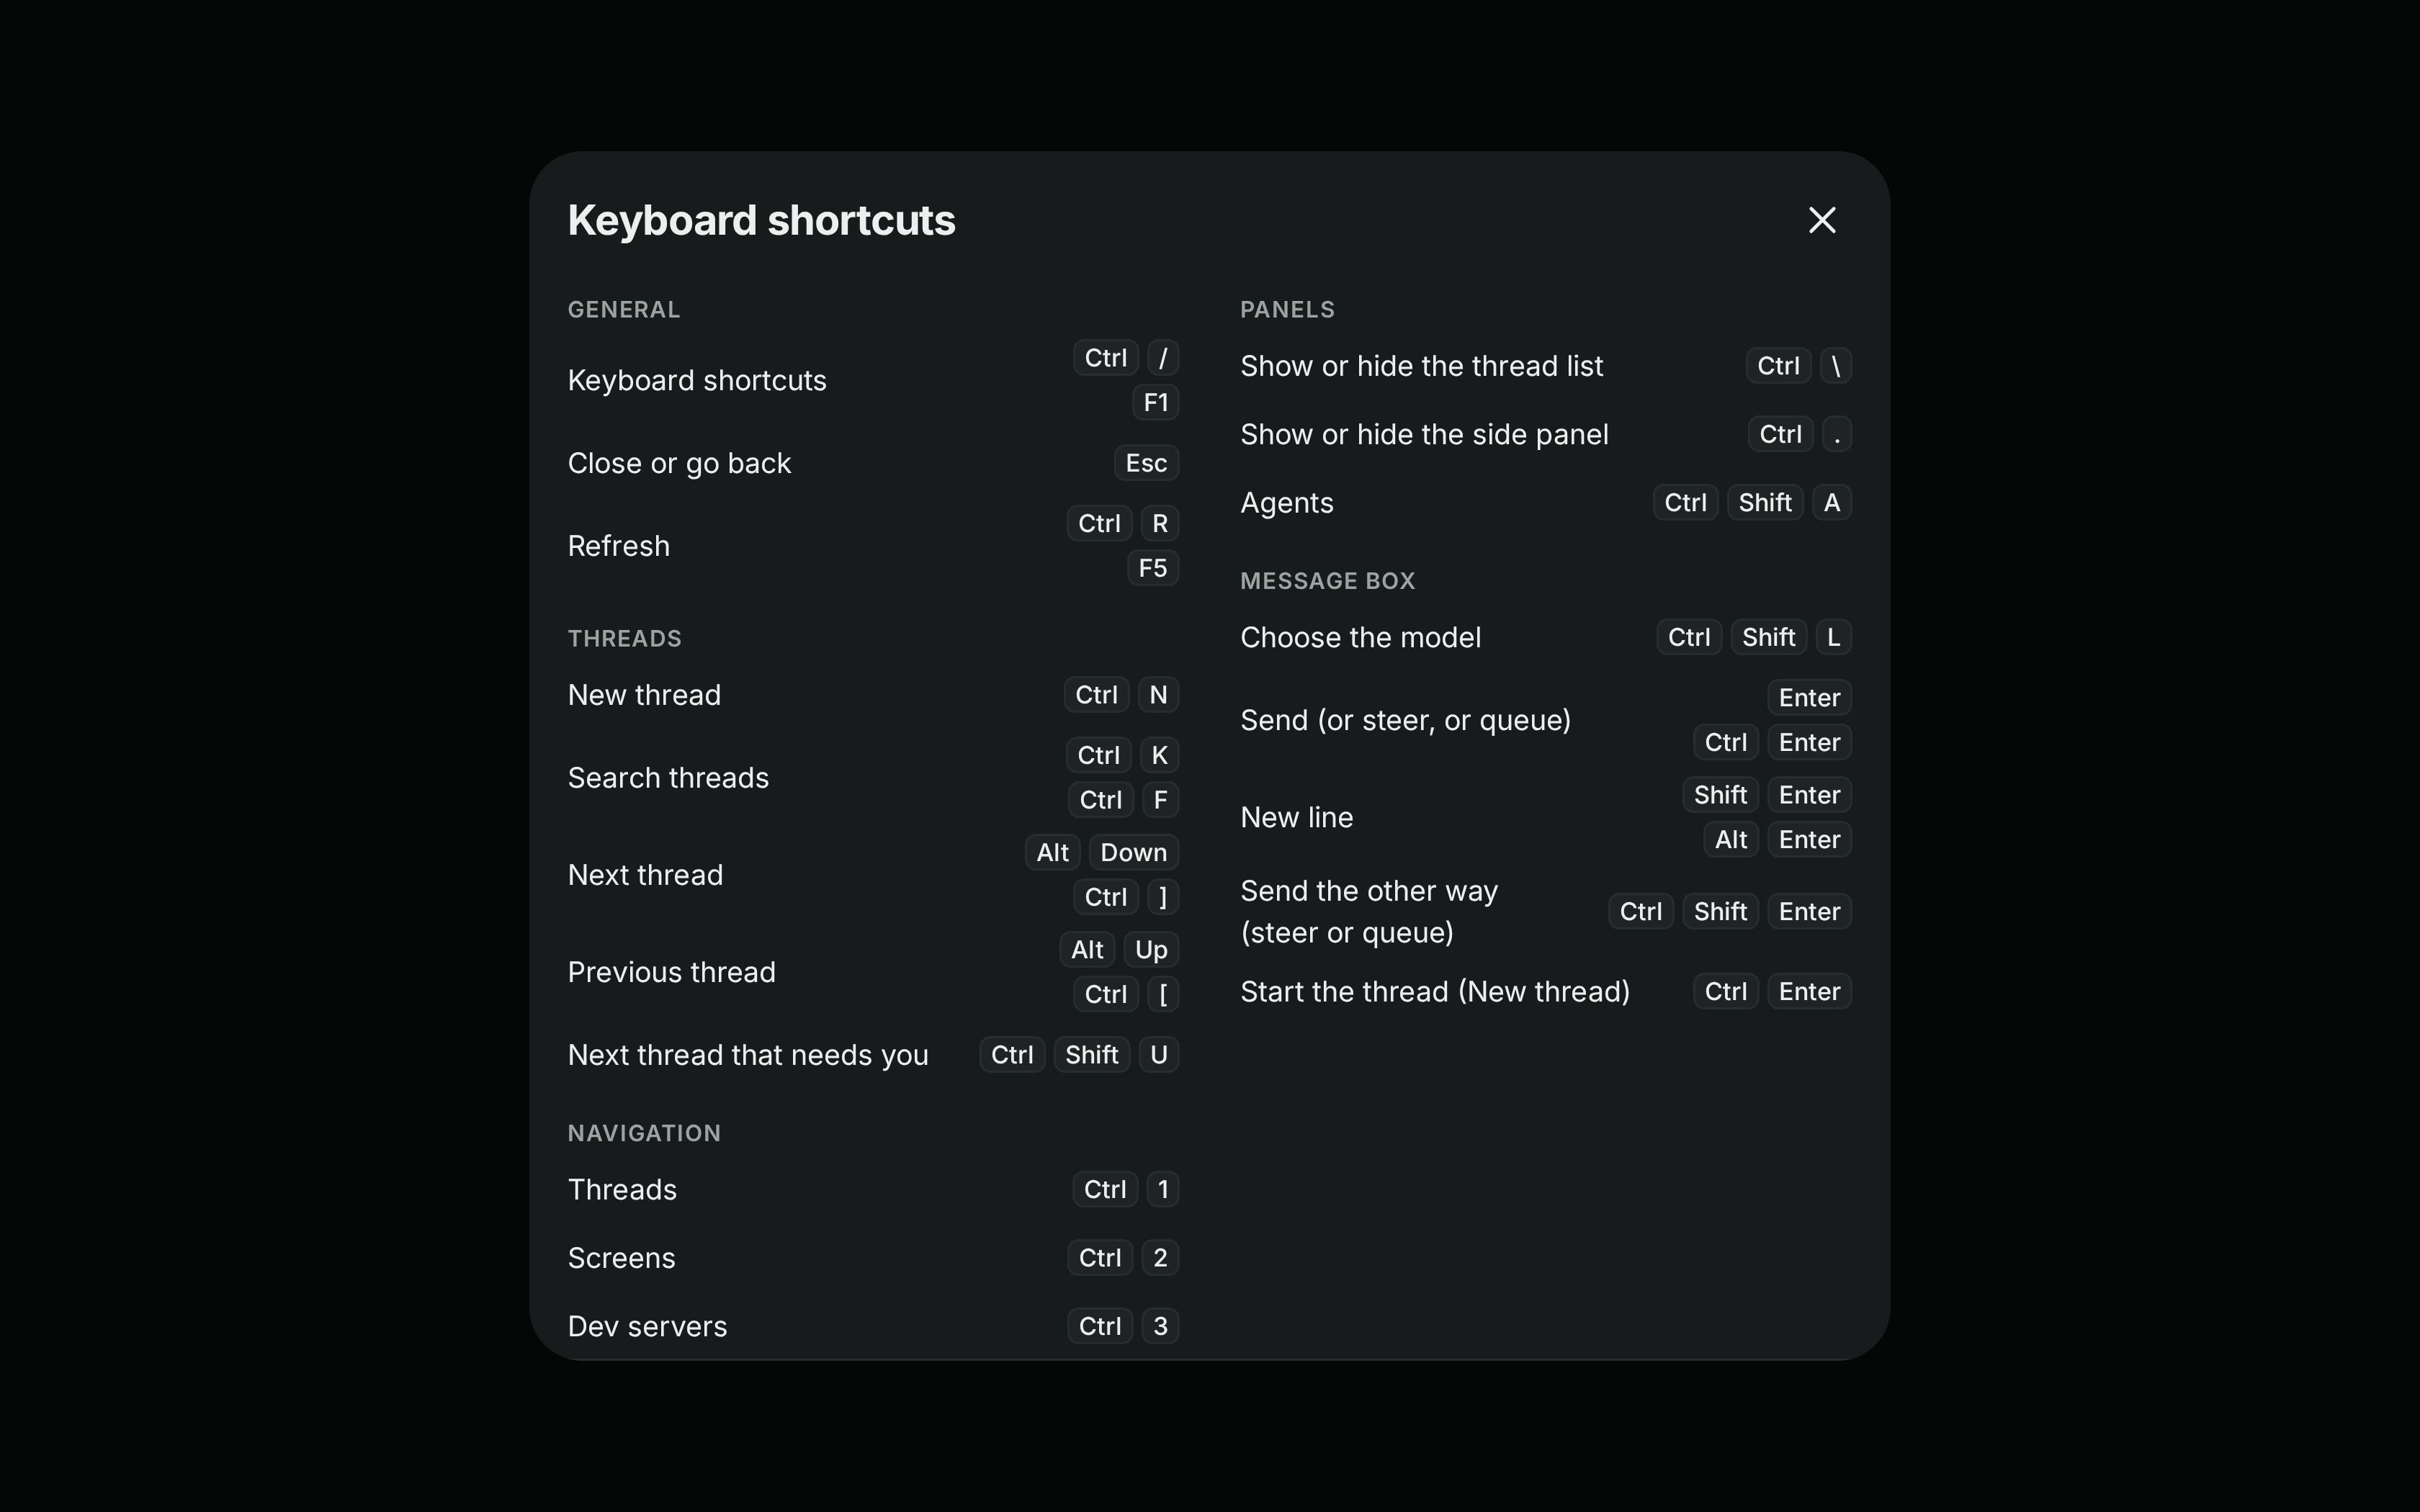 Keyboard shortcuts
GENERAL
Keyboard shortcuts Ctrl /
F1
Close or go back Esc
Refresh Ctrl R
F5
THREADS
New thread Ctrl N
Search threads Ctrl K
Ctrl F
Next thread Alt Down
Ctrl ]
Previous thread Alt Up
Ctrl [
Next thread that needs you Ctrl Shift U
NAVIGATION
Threads Ctrl 1
Screens Ctrl 2
Dev servers Ctrl 3
PANELS
Show or hide the thread list Ctrl \
Show or hide the side panel Ctrl .
Agents Ctrl Shift A
MESSAGE BOX
Choose the model Ctrl Shift L
Send (or steer, or queue) Enter
Ctrl Enter
New line Shift Enter
Alt Enter
Send the other way
(steer or queue) Ctrl Shift Enter
Start the thread (New thread) Ctrl Enter